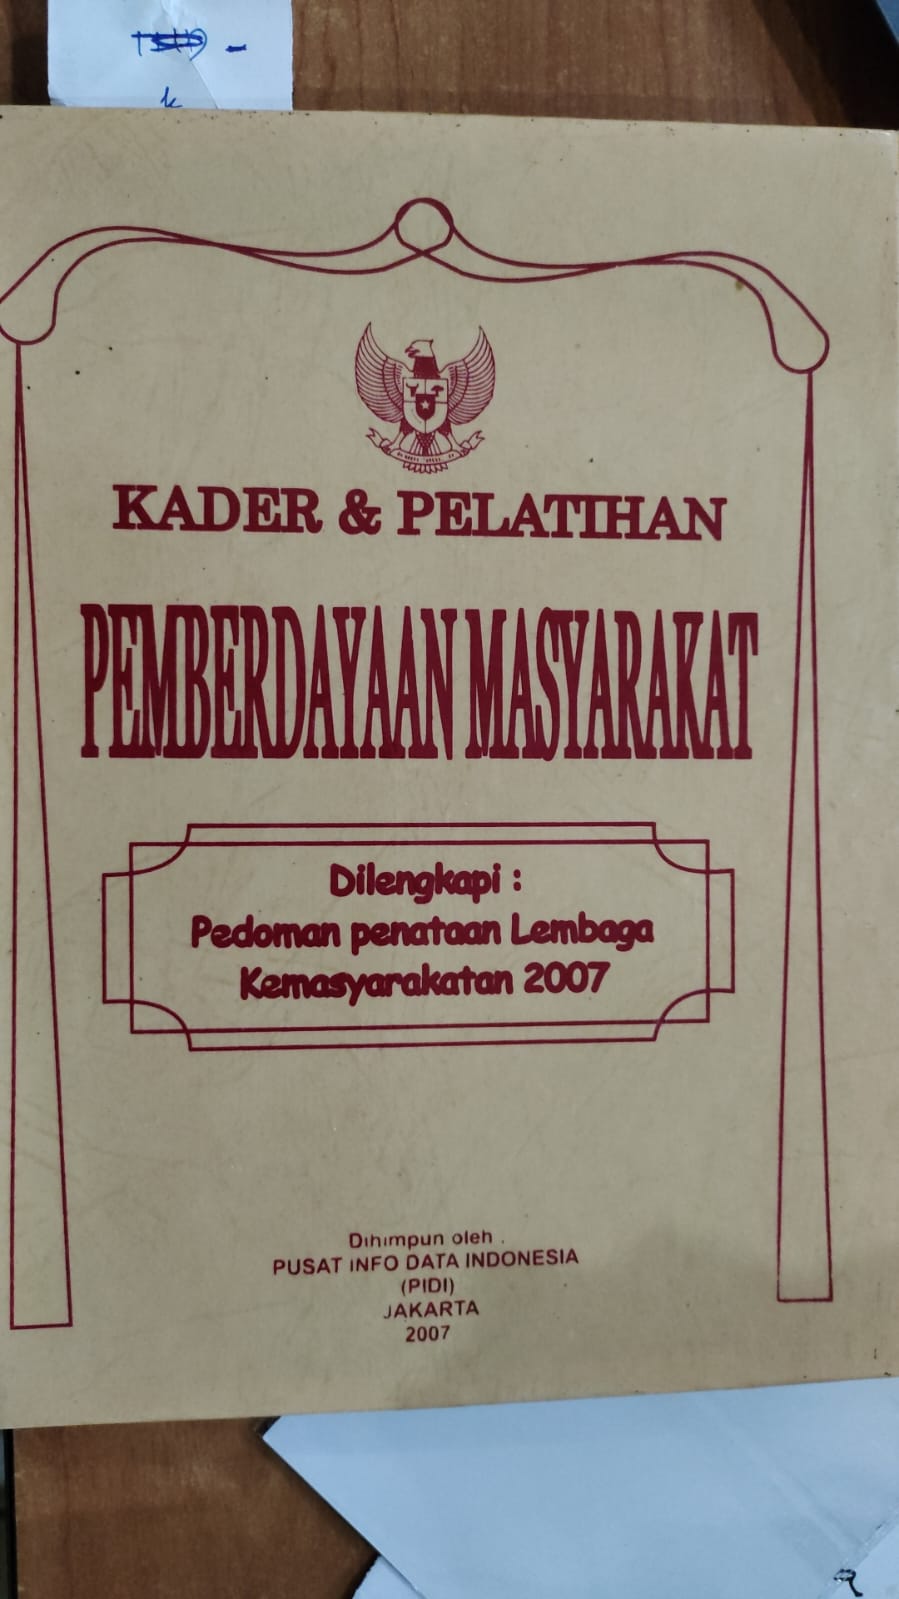 KADER & PELATIHAN
PEMBERDAYAAN MASYARAKAT
Dilengkapi :
Pedoman penataan Lembaga
Kemasyarakatan 2007
Dihimpun oleh .
PUSAT INFO DATA INDONESIA
(PIDI)
JAKARTA
2007